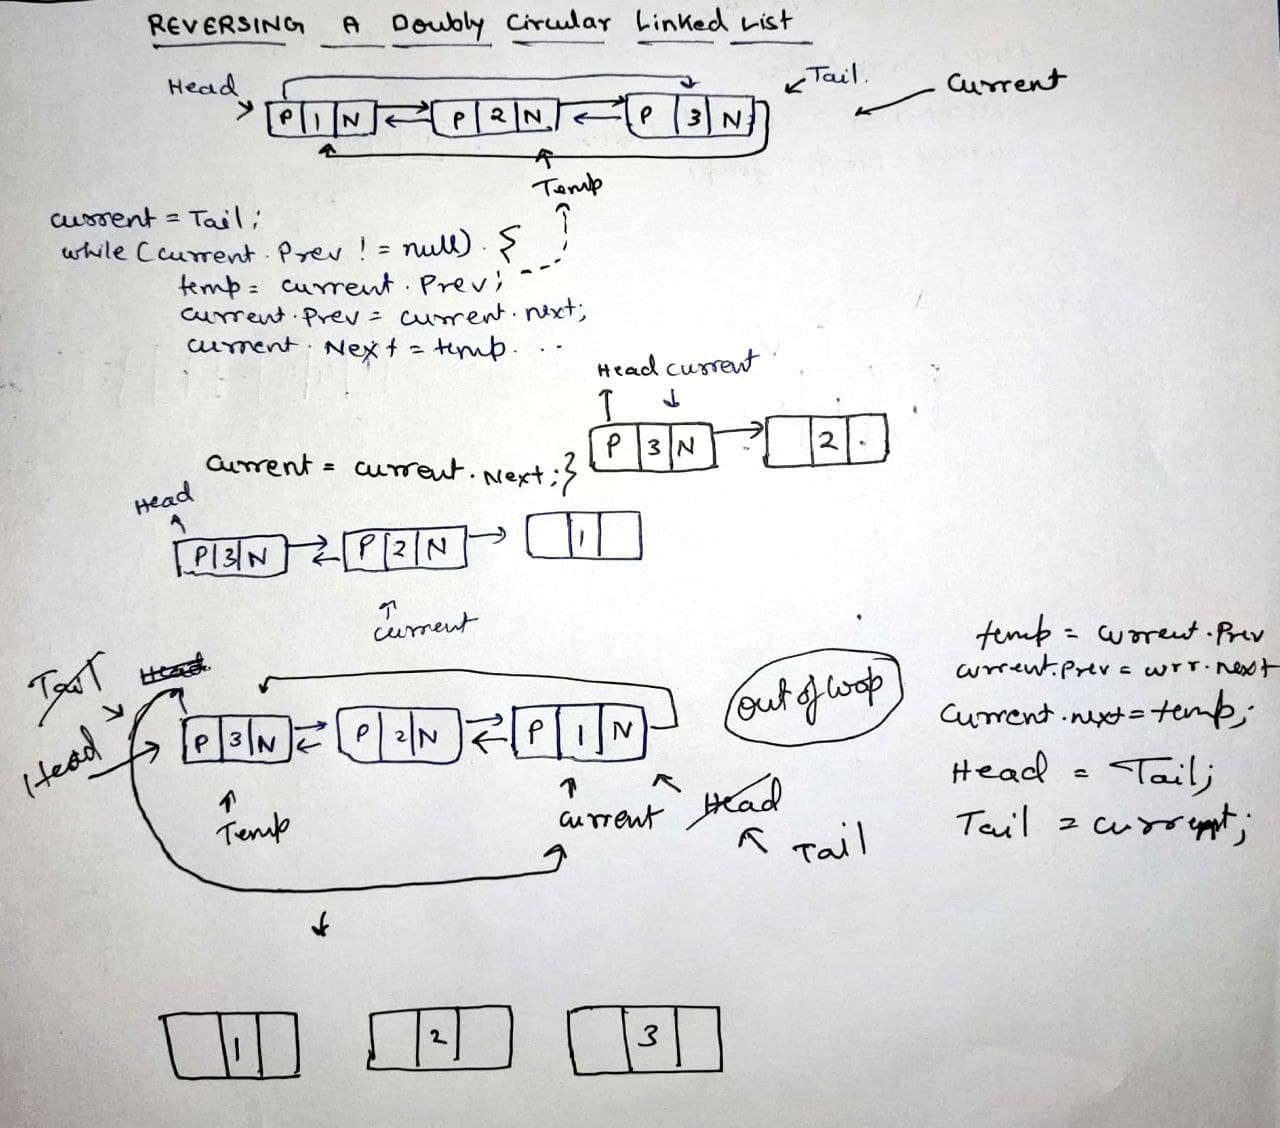 REVERSING A Doubly Circular Linked List
Head
Tail.
Current
P 1 N P 2 N P 3 N
Temp
current = Tail;
while (current. Prev != null). {
temp = current. Prev;
current. Prev = current. next;
current. Next = temp. ..
Head current
P 3 N 2 .
current = current. Next ; }
Head
P 3 N P 2 N 1
current
temp = current. Prev
current. prev = curr. next
current. next = temp;
Head = Tail;
Tail = current;
out of loop
Tail Head
Head
P 3 N P 2 N P 1 N
Temp
current Head
Tail
1 2 3